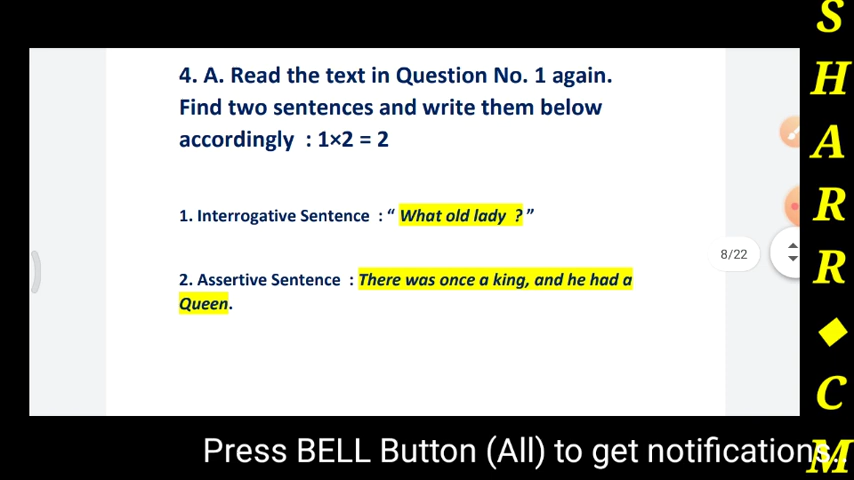 4. A. Read the text in Question No. 1 again.
Find two sentences and write them below
accordingly : 1×2 = 2
1. Interrogative Sentence : “ What old lady ? ”
2. Assertive Sentence : There was once a king, and he had a
Queen.
8/22
S
H
A
R
R
◆
C
M
Press BELL Button (All) to get notifications..